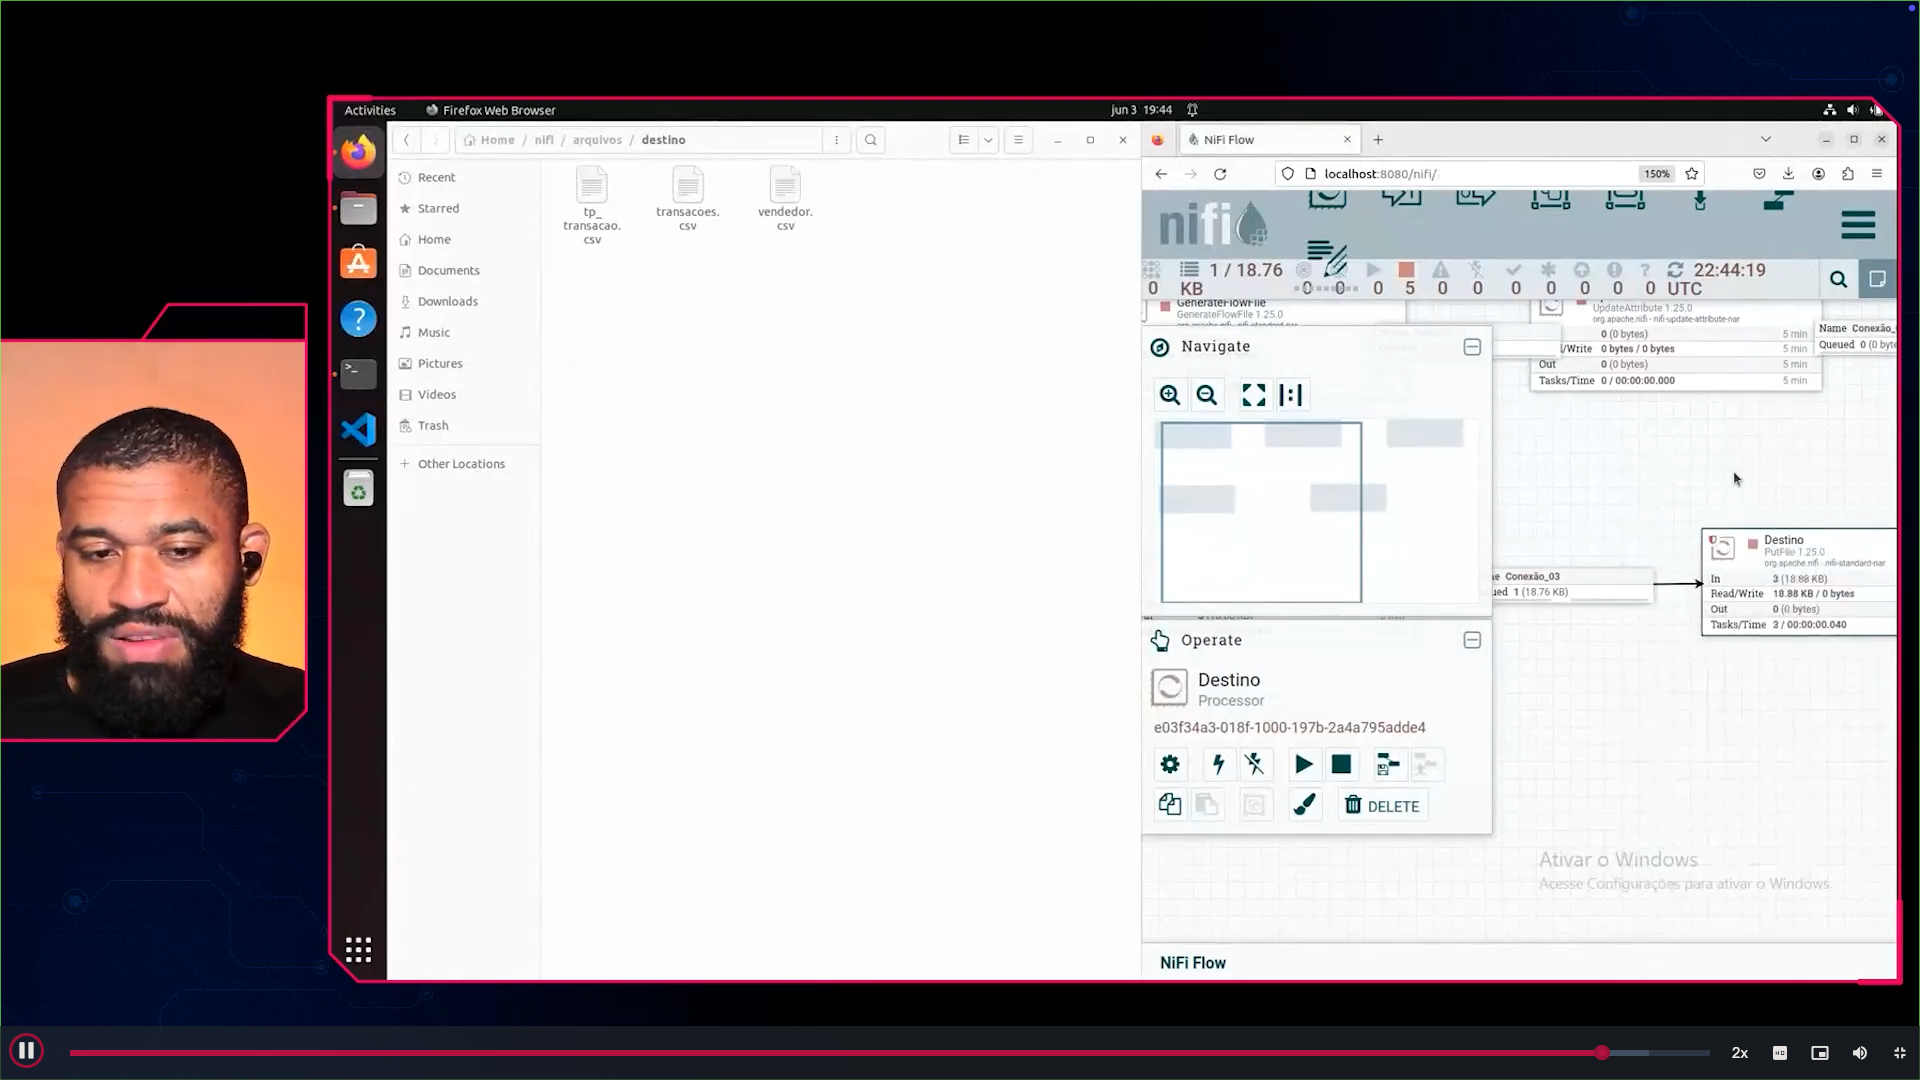 Activities
Firefox Web Browser
jun 3 19:44
Home / nifi / arquivos / destino
Recent
Starred
Home
Documents
Downloads
Music
Pictures
Videos
Trash
+ Other Locations
tp_
transacao.
csv
transacoes.
csv
vendedor.
csv
NiFi Flow
localhost:8080/nifi/
150%
nifi
0
1 / 18.76
KB
0 0 0 5 0 0 0 0 0 0 0
22:44:19
UTC
GenerateFlowFile
GenerateFlowFile 1.25.0
UpdateAttribute 1.25.0
org.apache.nifi - nifi-update-attribute-nar
0 (0 bytes) 5 min
/Write 0 bytes / 0 bytes 5 min
Out 0 (0 bytes) 5 min
Tasks/Time 0 / 00:00:00.000 5 min
Name Conexão_
Queued 0 (0 byte
Navigate
Conexão_03
1 (18.76 KB)
Destino
PutFile 1.25.0
org.apache.nifi - nifi-standard-nar
In 3 (18.88 KB)
Read/Write 18.88 KB / 0 bytes
Out 0 (0 bytes)
Tasks/Time 3 / 00:00:00.040
Operate
Destino
Processor
e03f34a3-018f-1000-197b-2a4a795adde4
DELETE
Ativar o Windows
Acesse Configurações para ativar o Windows.
NiFi Flow
2x